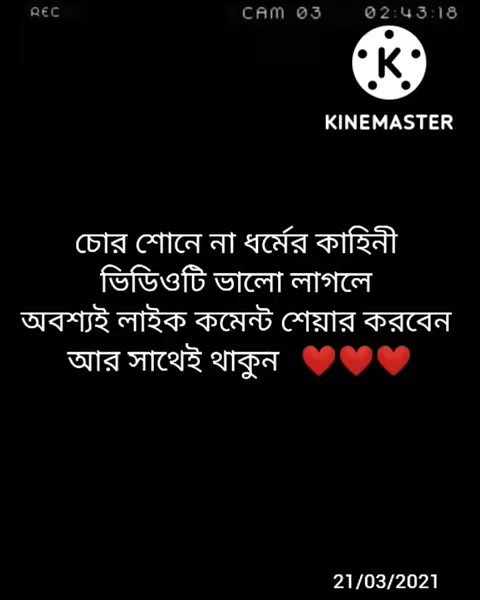 REC CAM 03 02:43:18
K
KINEMASTER
চোর শোনে না ধর্মের কাহিনী
ভিডিওটি ভালো লাগলে
অবশ্যই লাইক কমেন্ট শেয়ার করবেন
আর সাথেই থাকুন ❤️❤️❤️
21/03/2021